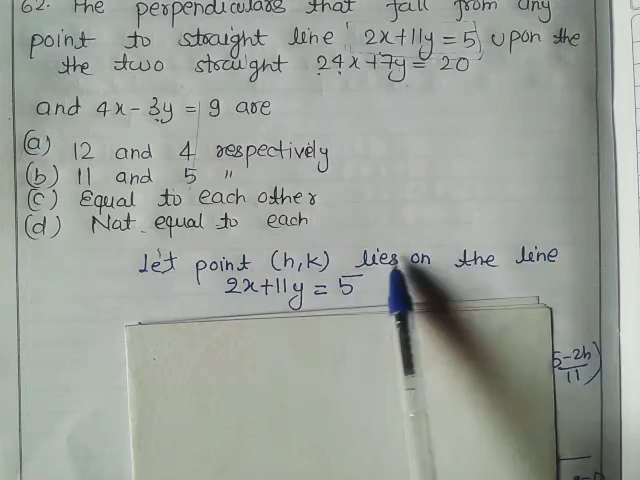 62. The perpendiculars that fall from any
point to straight line 2x+11y = 5, upon the
the two straight 24x+7y = 20
and 4x-3y = 9 are
(a) 12 and 4 respectively
(b) 11 and 5 "
(c) Equal to each other
(d) Not equal to each
Let point (h,k) lies on the line
2x+11y = 5
5-2h
11)